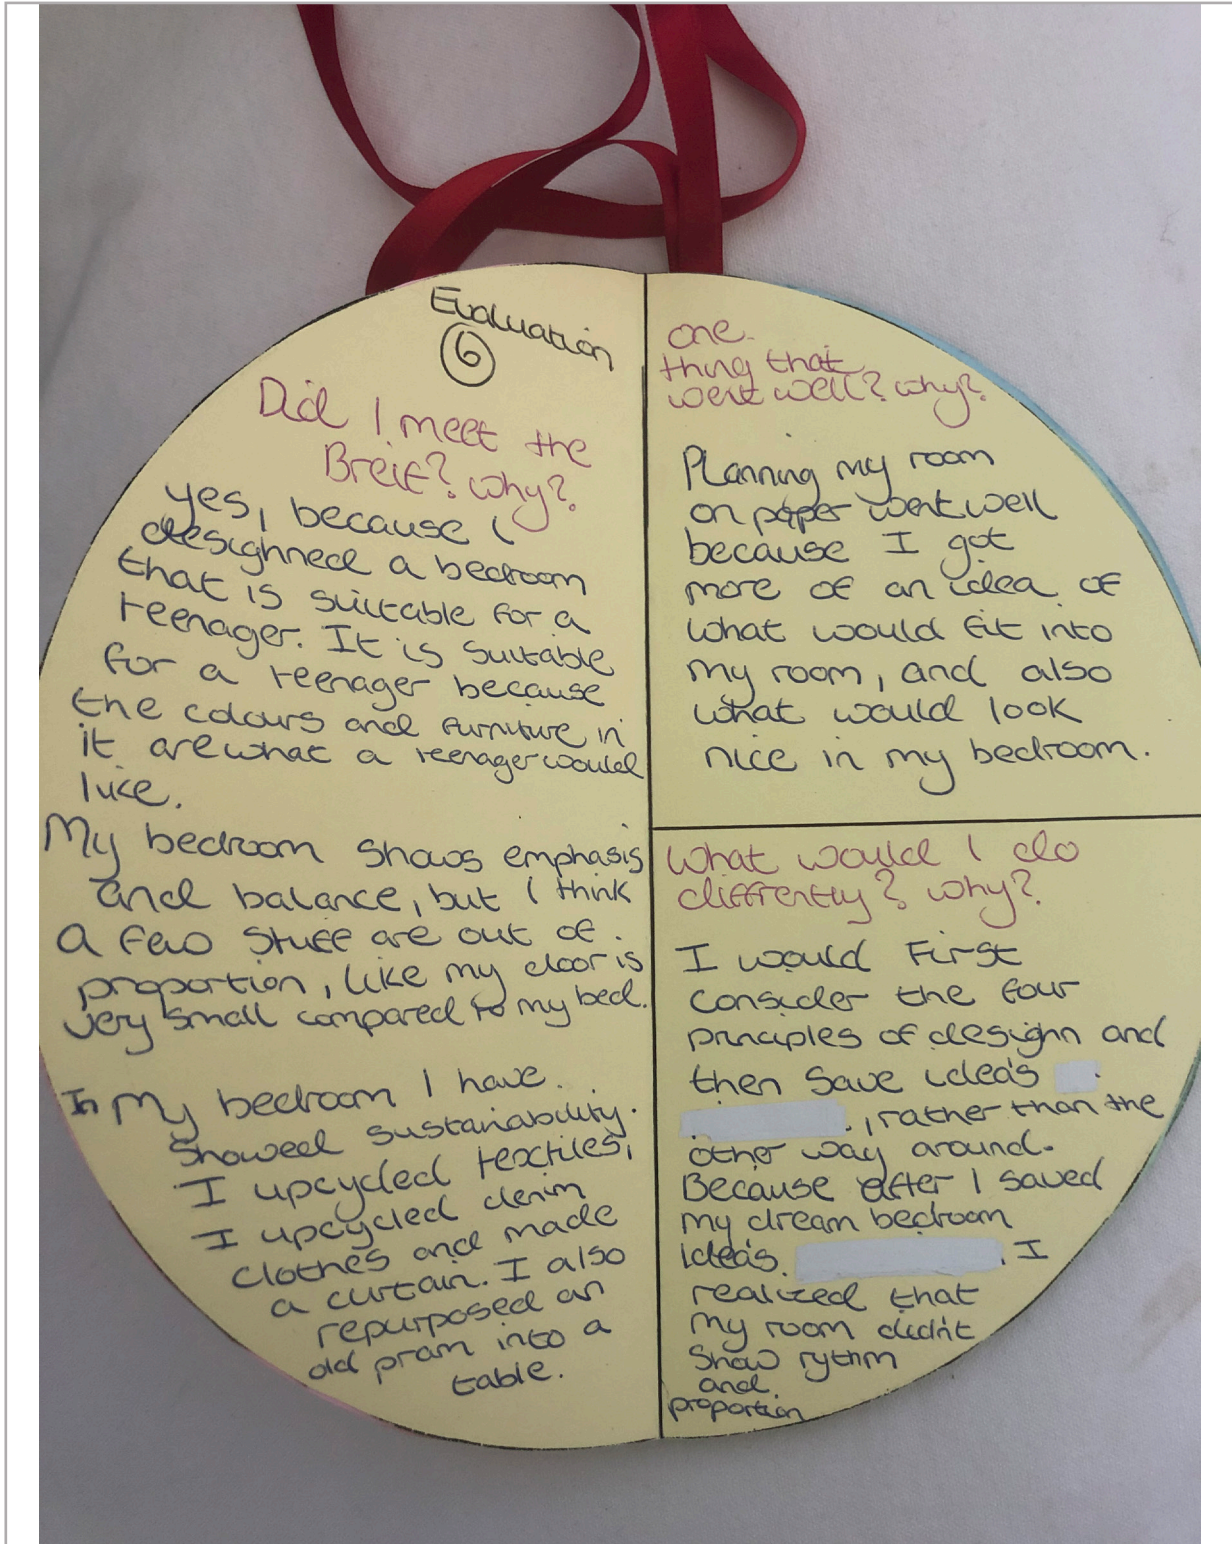 Evaluation
6
Did I meet the
Breif? why?
yes, because I
desighned a bedroom
that is suitable for a
teenager. It is suitable
for a teenager because
the colours and furniture in
it are what a teenager would
like.
My bedroom shows emphasis
and balance, but I think
a few stuff are out of
proportion, like my door is
very small compared to my bed.
In my bedroom I have
showed sustainability.
I upcycled textiles,
I upcycled denim
clothes and made
a curtain. I also
repurposed an
old pram into a
table.
one
thing that
went well? why?
Planning my room
on paper went well
because I got
more of an idea of
what would fit into
my room, and also
what would look
nice in my bedroom.
What would I do
diffrently? why?
I would first
consider the four
principles of desighn and
then save ideas
, rather than the
other way around.
Because after I saved
my dream bedroom
ideas. I
realized that
my room didn't
show rythm
and
proportion